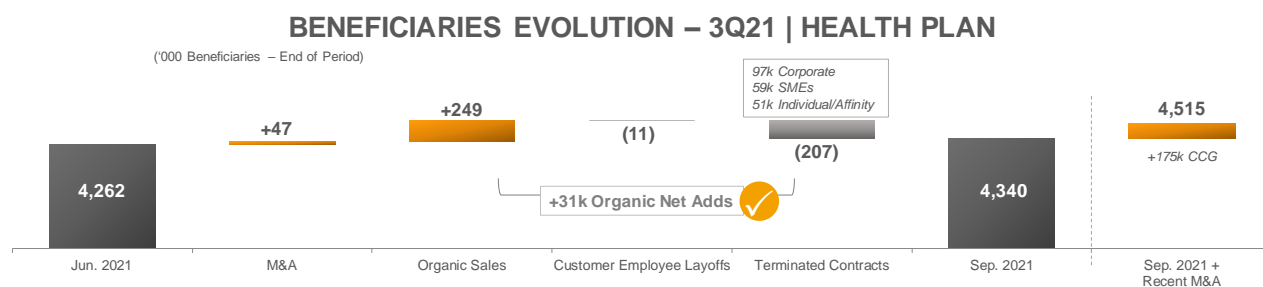 BENEFICIARIES EVOLUTION – 3Q21 | HEALTH PLAN
('000 Beneficiaries – End of Period)
97k Corporate
59k SMEs
51k Individual/Affinity
+249
4,515
+47
(11)
(207)
+175k CCG
4,262
+31k Organic Net Adds
4,340
Jun. 2021
M&A
Organic Sales
Customer Employee Layoffs
Terminated Contracts
Sep. 2021
Sep. 2021 +
Recent M&A